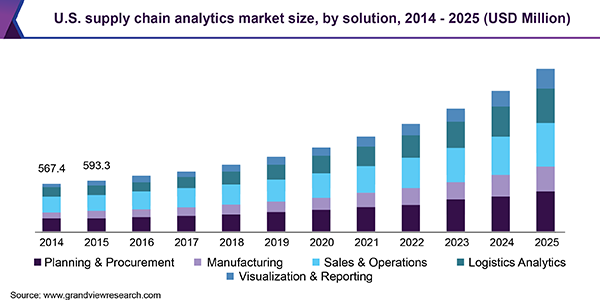 U.S. supply chain analytics market size, by solution, 2014 - 2025 (USD Million)
567.4
593.3
2014 2015 2016 2017 2018 2019 2020 2021 2022 2023 2024 2025
Planning & Procurement Manufacturing Sales & Operations Logistics Analytics
Visualization & Reporting
Source: www.grandviewresearch.com